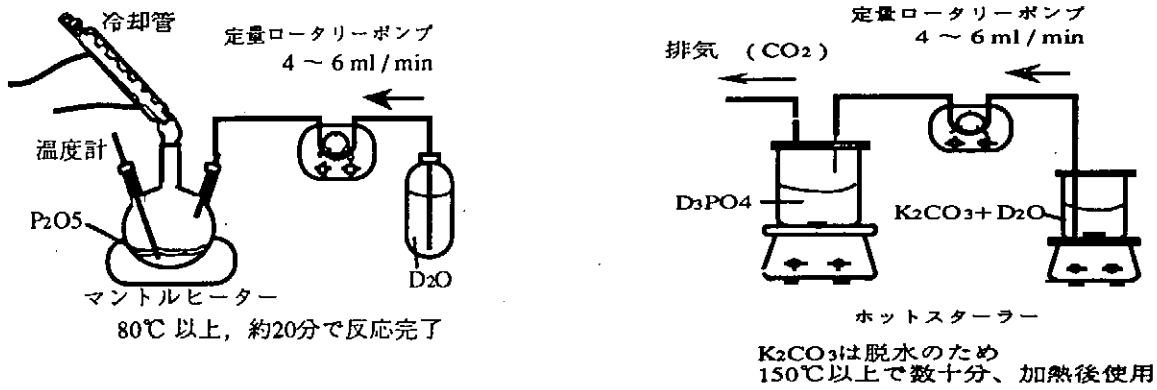 冷却管
定量ロータリーポンプ
4 ～ 6 ml / min
温度計
P2O5
D2O
マントルヒーター
80℃ 以上，約20分で反応完了
定量ロータリーポンプ
4 ～ 6 ml / min
排気 （CO2）
D3PO4
K2CO3+D2O
ホットスターラー
K2CO3は脱水のため
150℃以上で数十分、加熱後使用